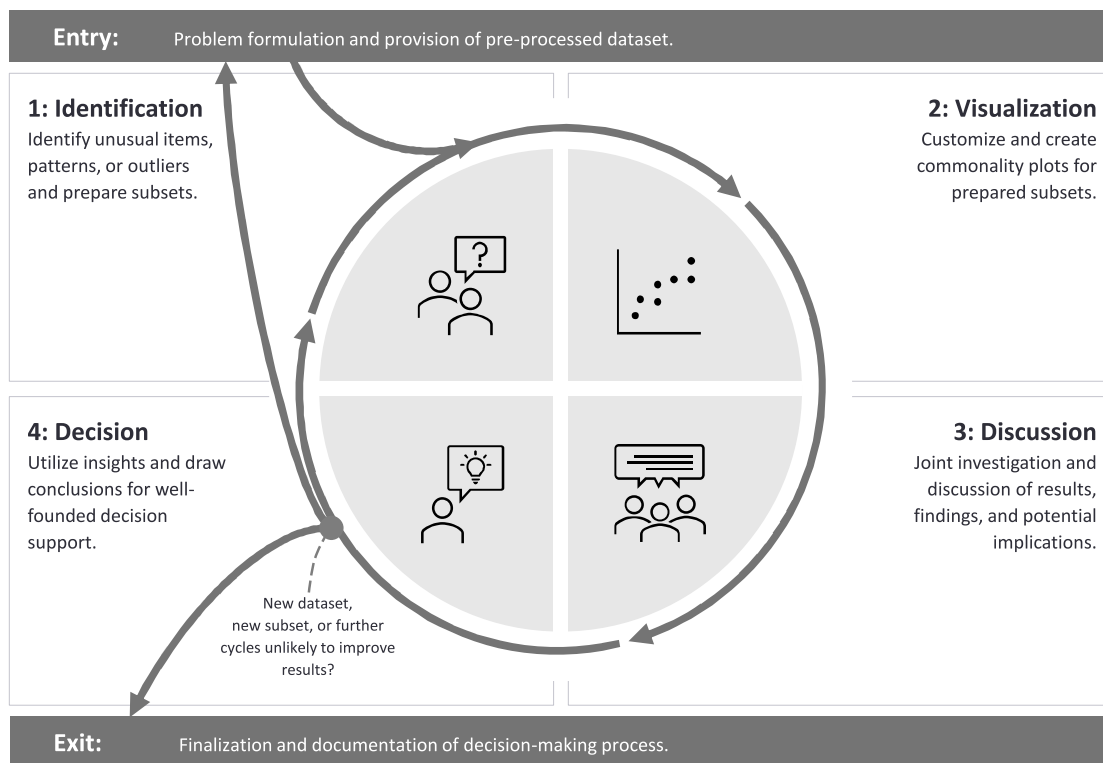 Entry: Problem formulation and provision of pre-processed dataset.
1: Identification
Identify unusual items,
patterns, or outliers
and prepare subsets.
2: Visualization
Customize and create
commonality plots for
prepared subsets.
?
4: Decision
Utilize insights and draw
conclusions for well-
founded decision
support.
3: Discussion
Joint investigation and
discussion of results,
findings, and potential
implications.
New dataset,
new subset, or further
cycles unlikely to improve
results?
Exit: Finalization and documentation of decision-making process.